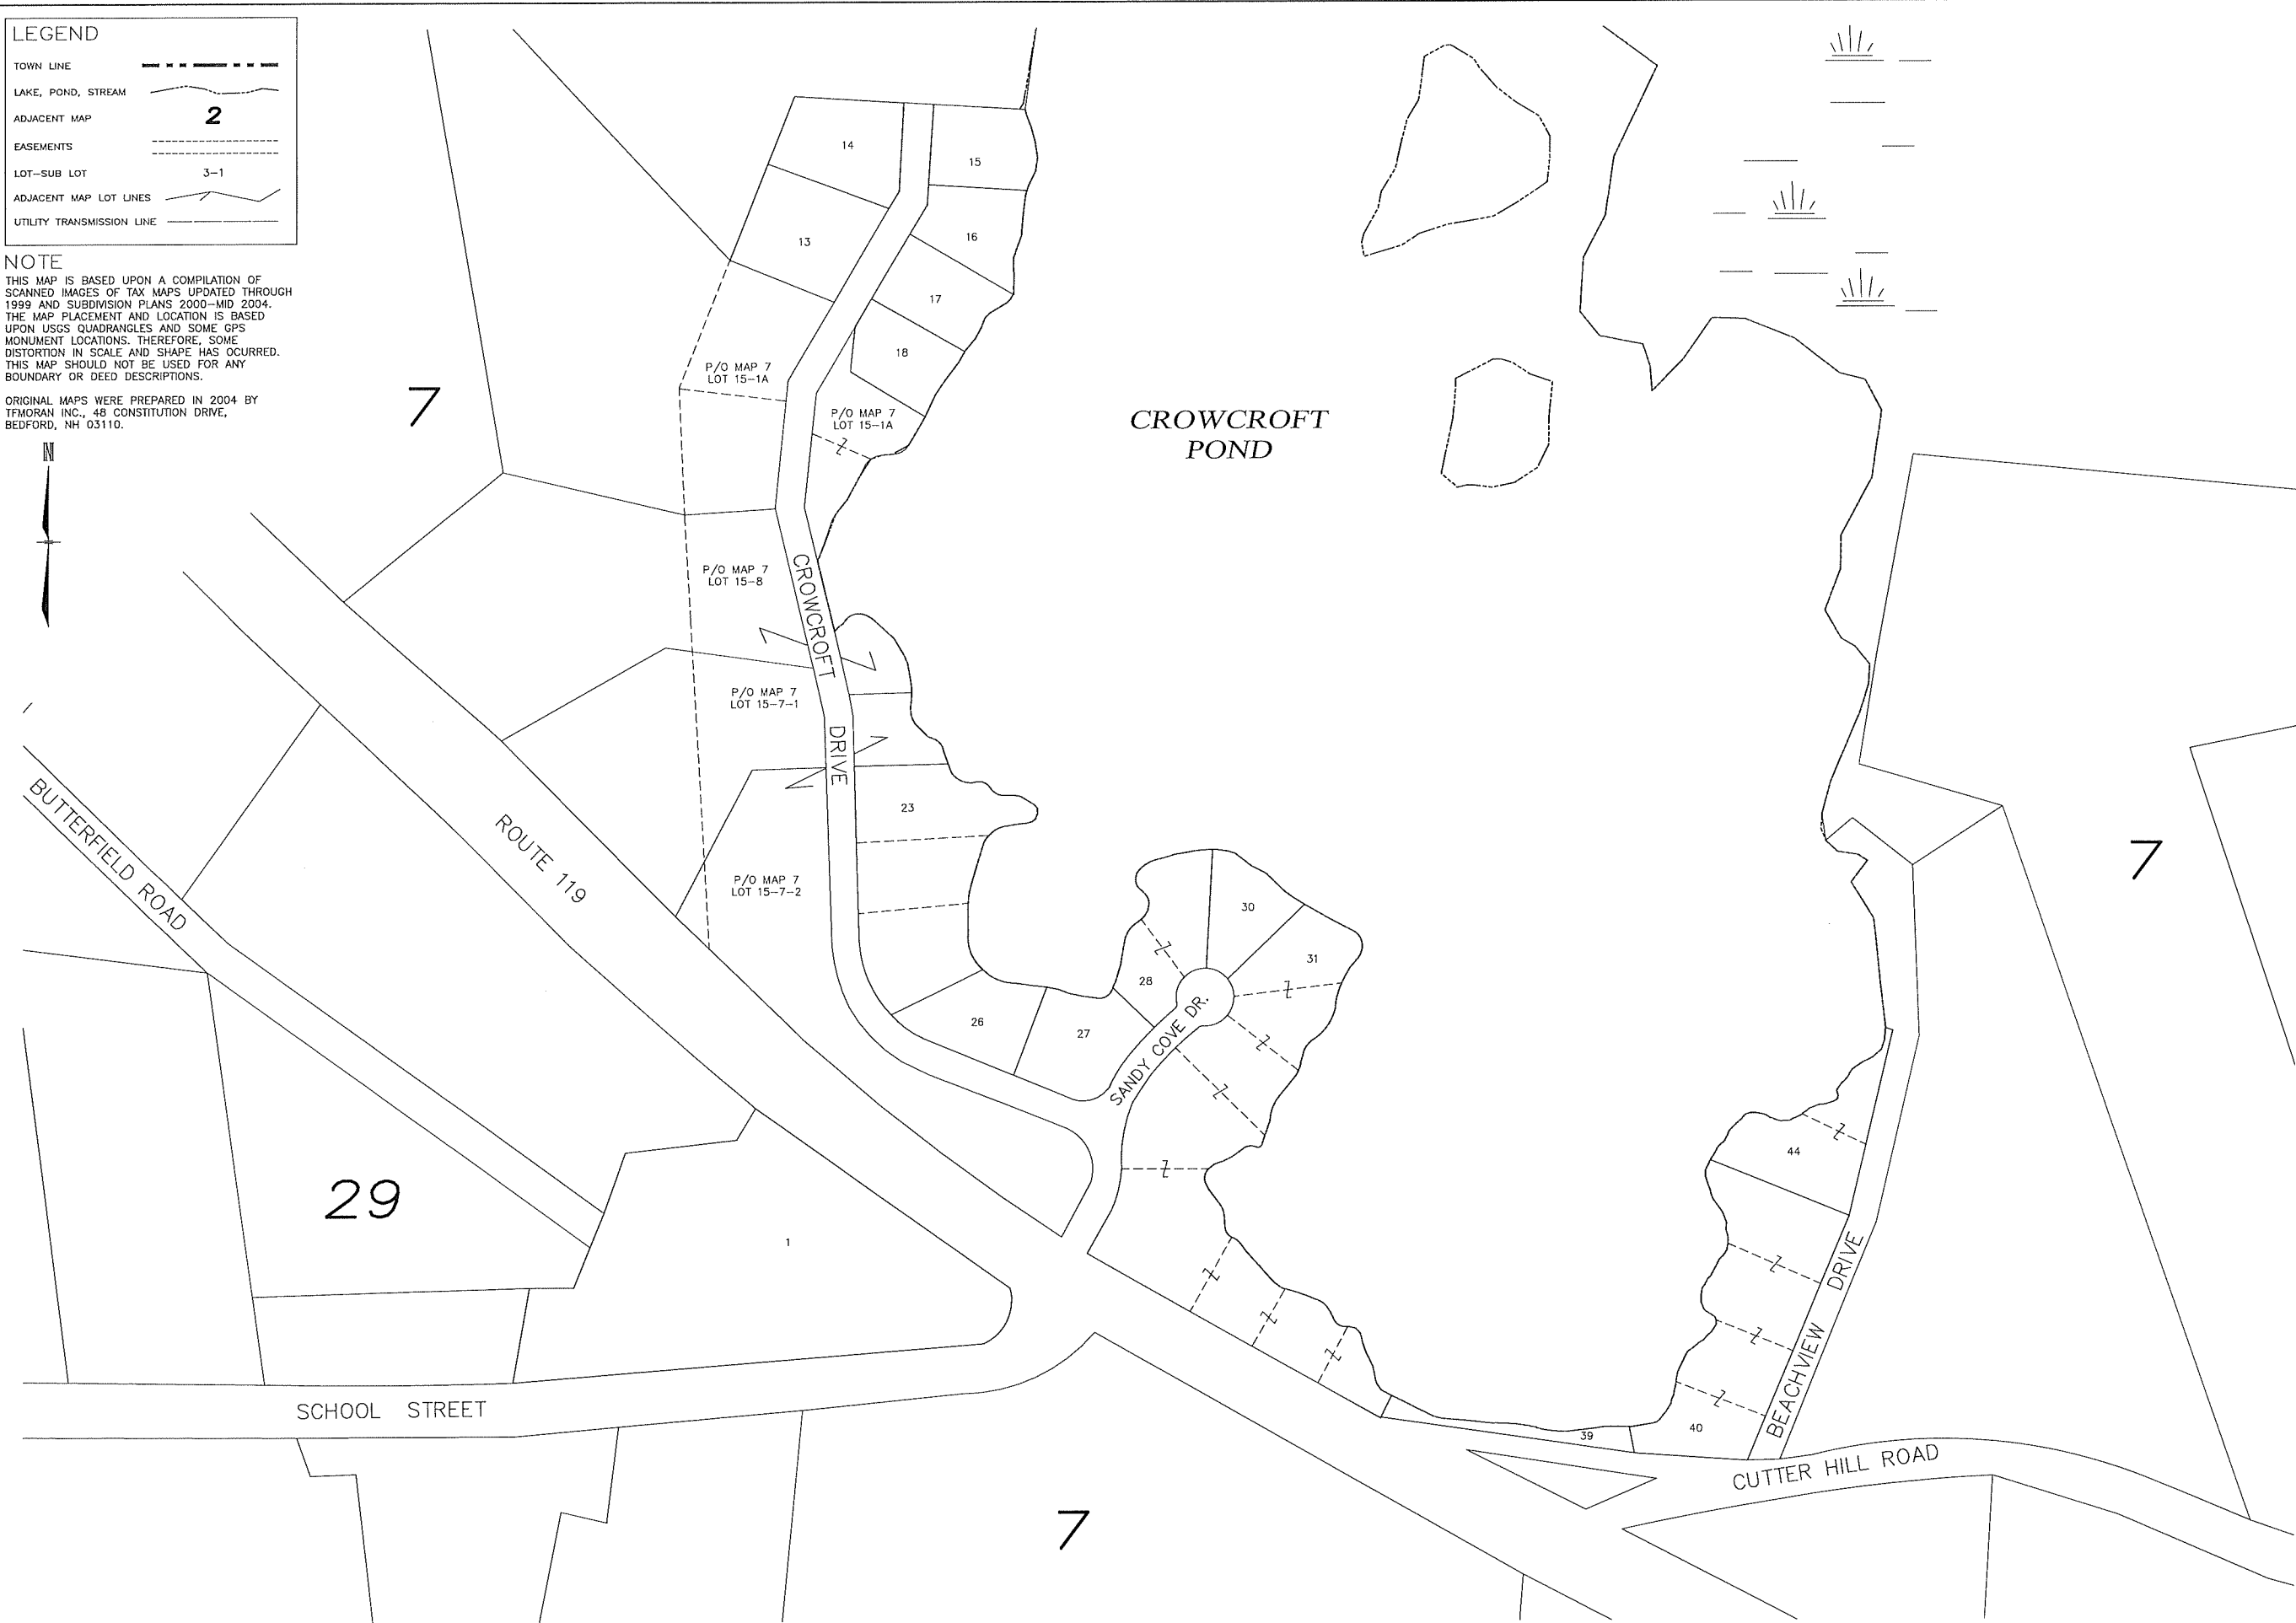 LEGEND
TOWN LINE
LAKE, POND, STREAM
ADJACENT MAP 2
EASEMENTS
LOT-SUB LOT 3-1
ADJACENT MAP LOT LINES
UTILITY TRANSMISSION LINE
NOTE
THIS MAP IS BASED UPON A COMPILATION OF
SCANNED IMAGES OF TAX MAPS UPDATED THROUGH
1999 AND SUBDIVISION PLANS 2000-MID 2004.
THE MAP PLACEMENT AND LOCATION IS BASED
UPON USGS QUADRANGLES AND SOME GPS
MONUMENT LOCATIONS. THEREFORE, SOME
DISTORTION IN SCALE AND SHAPE HAS OCURRED.
THIS MAP SHOULD NOT BE USED FOR ANY
BOUNDARY OR DEED DESCRIPTIONS.
ORIGINAL MAPS WERE PREPARED IN 2004 BY
TFMORAN INC., 48 CONSTITUTION DRIVE,
BEDFORD, NH 03110.
N
14
15
13
16
17
18
P/O MAP 7
LOT 15-1A
P/O MAP 7
LOT 15-1A
7
CROWCROFT
POND
P/O MAP 7
LOT 15-8
CROWCROFT DRIVE
P/O MAP 7
LOT 15-7-1
23
P/O MAP 7
LOT 15-7-2
BUTTERFIELD ROAD
ROUTE 119
7
30
31
28
26
27
SANDY COVE DR.
44
29
1
BEACHVIEW DRIVE
SCHOOL STREET
39
40
CUTTER HILL ROAD
7